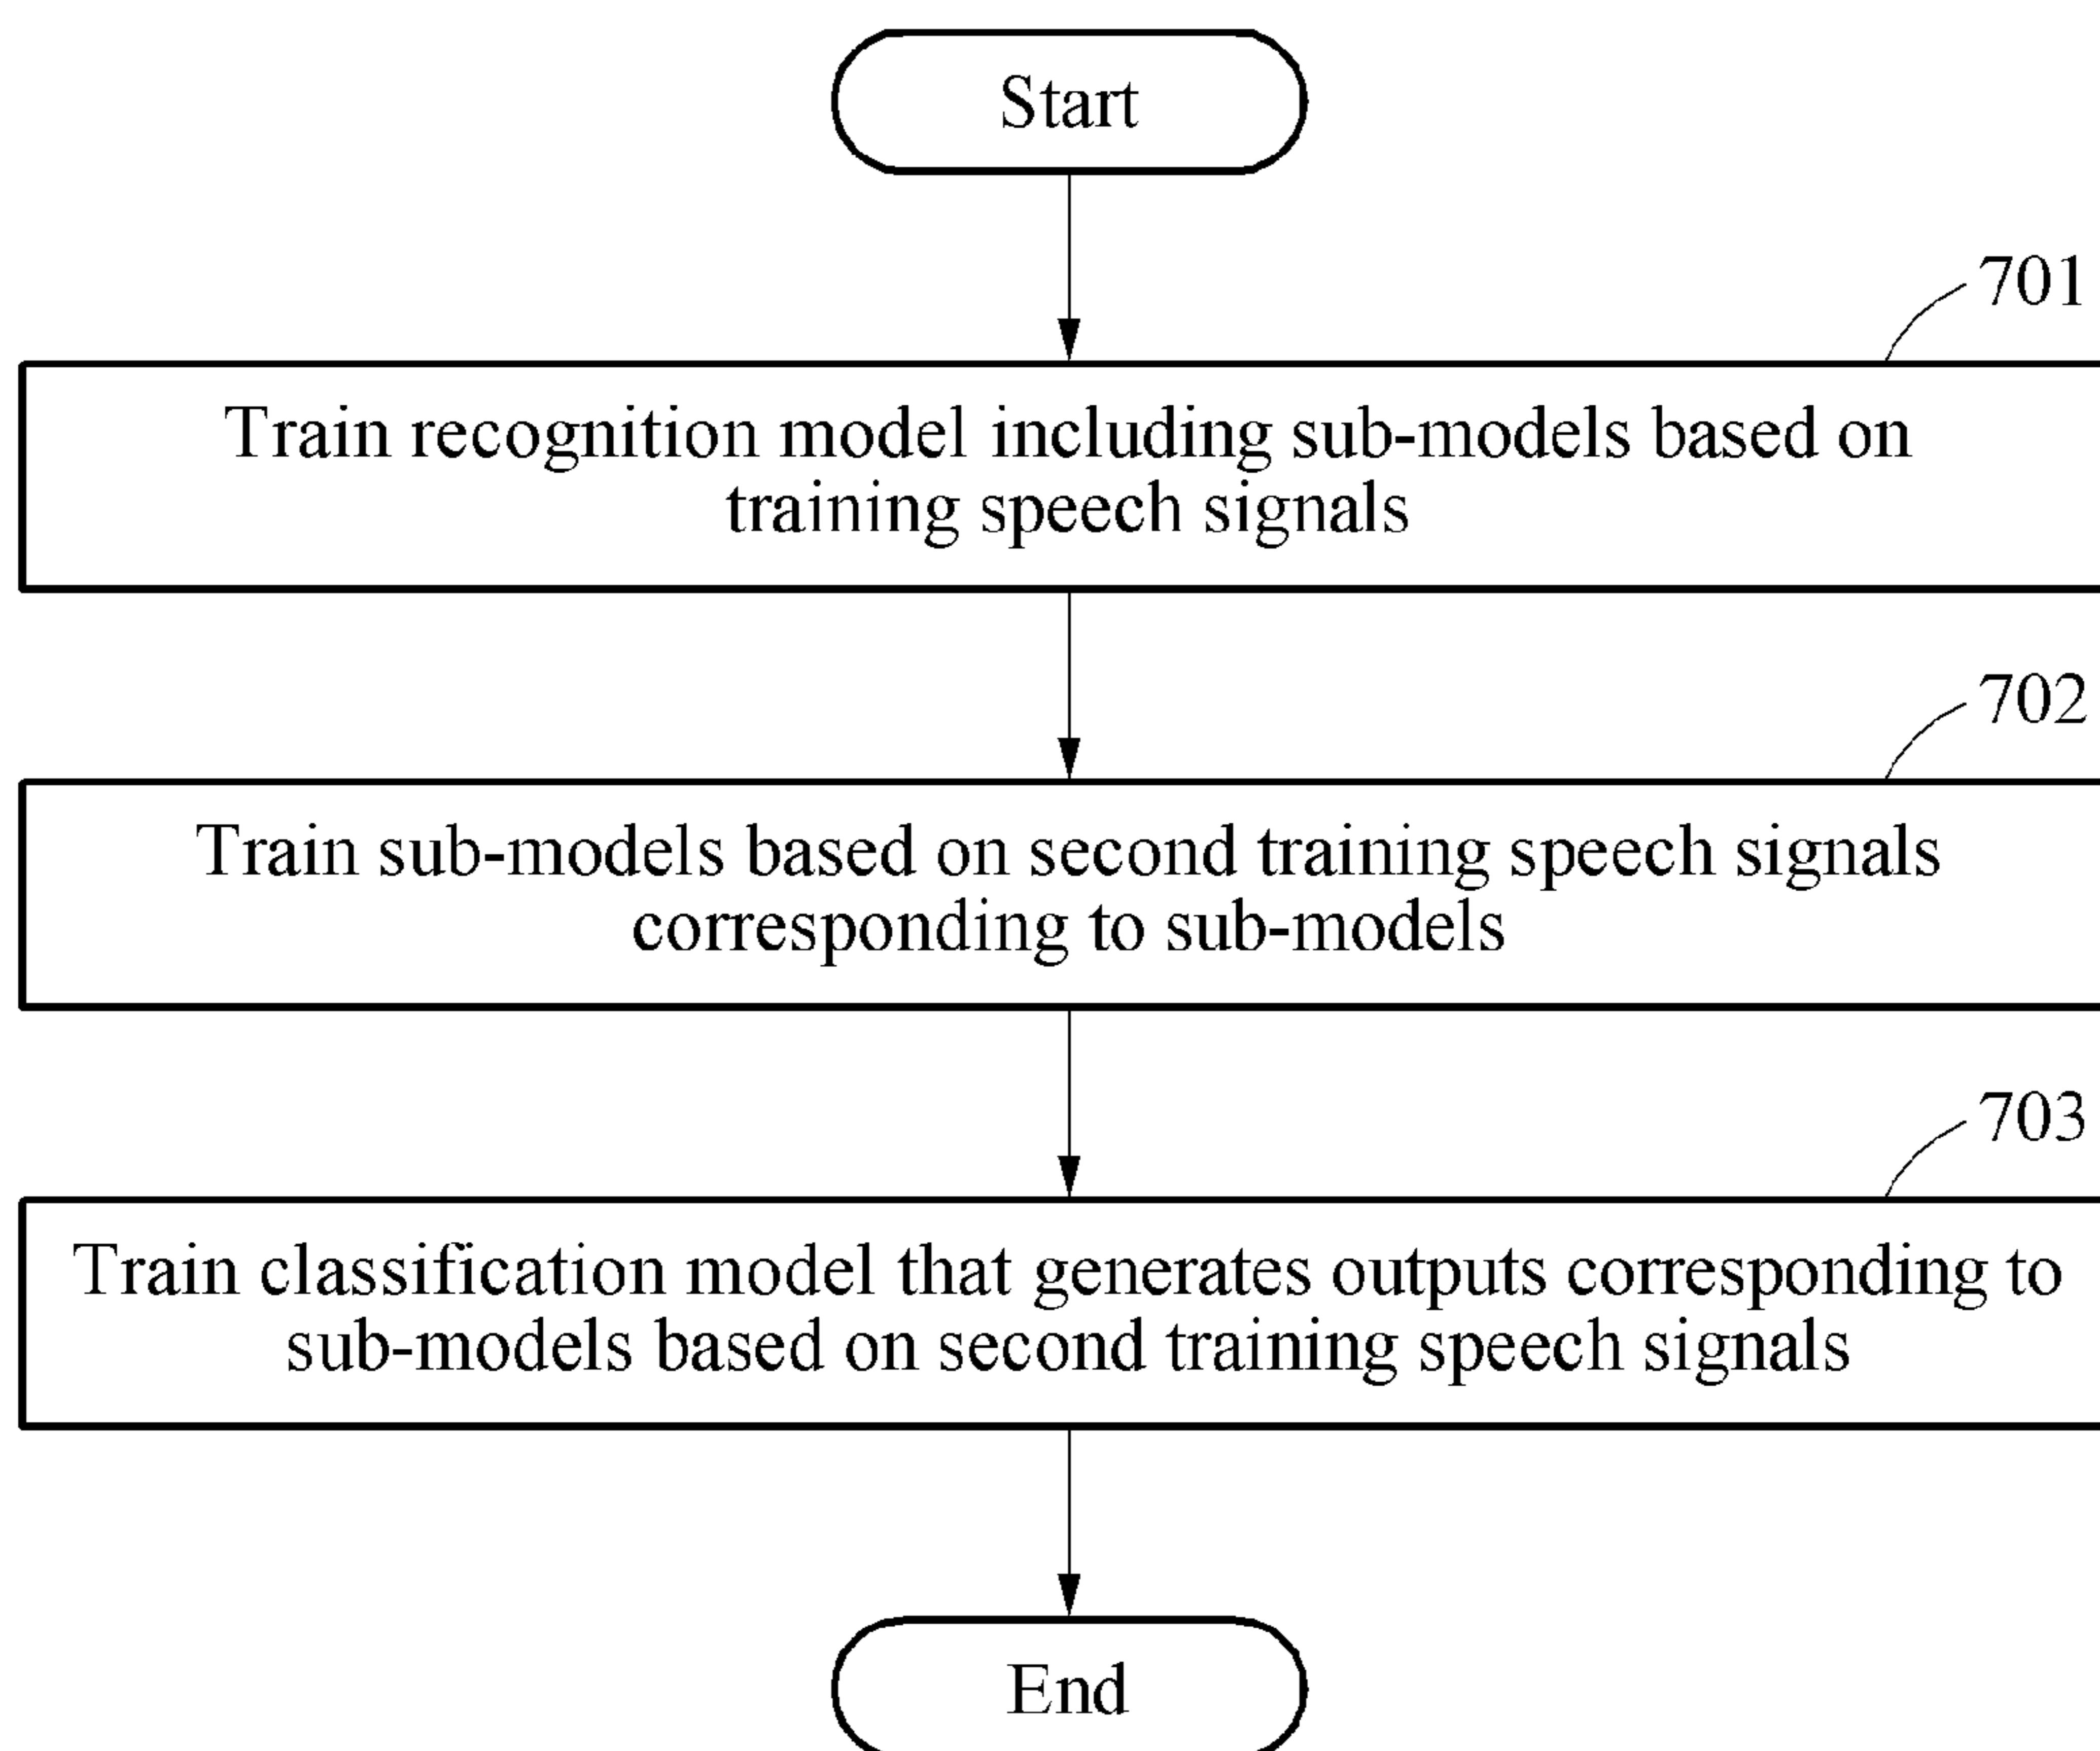 Start
701
Train recognition model including sub-models based on
training speech signals
702
Train sub-models based on second training speech signals
corresponding to sub-models
703
Train classification model that generates outputs corresponding to
sub-models based on second training speech signals
End